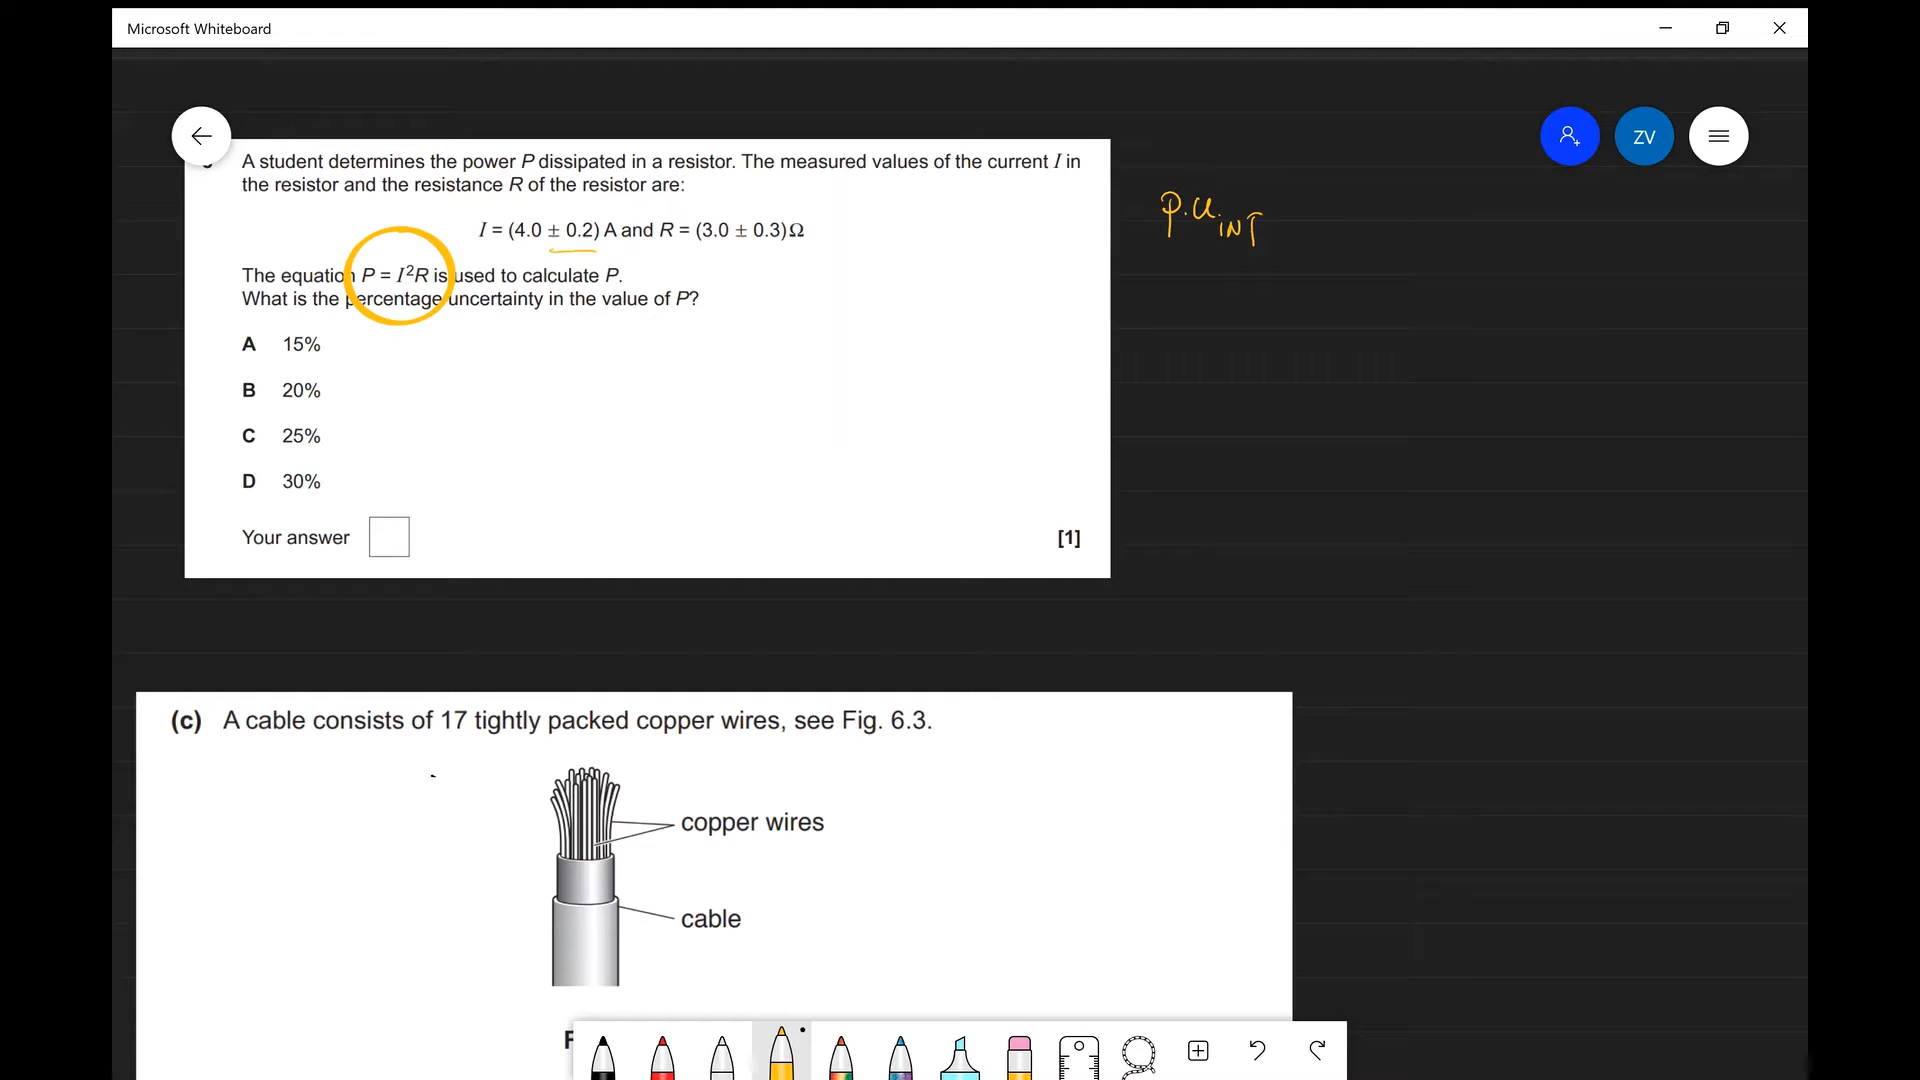 Microsoft Whiteboard
ZV
A student determines the power P dissipated in a resistor. The measured values of the current I in
the resistor and the resistance R of the resistor are:
I = (4.0 ± 0.2) A and R = (3.0 ± 0.3) Ω
The equation P = I²R is used to calculate P.
What is the percentage uncertainty in the value of P?
A 15%
B 20%
C 25%
D 30%
Your answer
[1]
p.u. IN I
(c) A cable consists of 17 tightly packed copper wires, see Fig. 6.3.
copper wires
cable